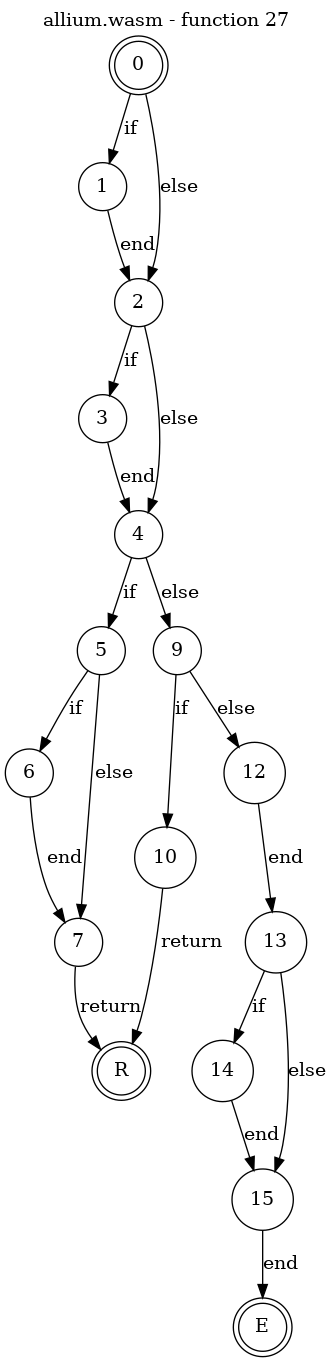 allium.wasm - function 27
0
if
1
else
end
2
if
3
else
end
4
if
else
5
9
if
if
else
6
else
12
end
10
end
7
13
return
return
if
R
14
else
end
15
end
E